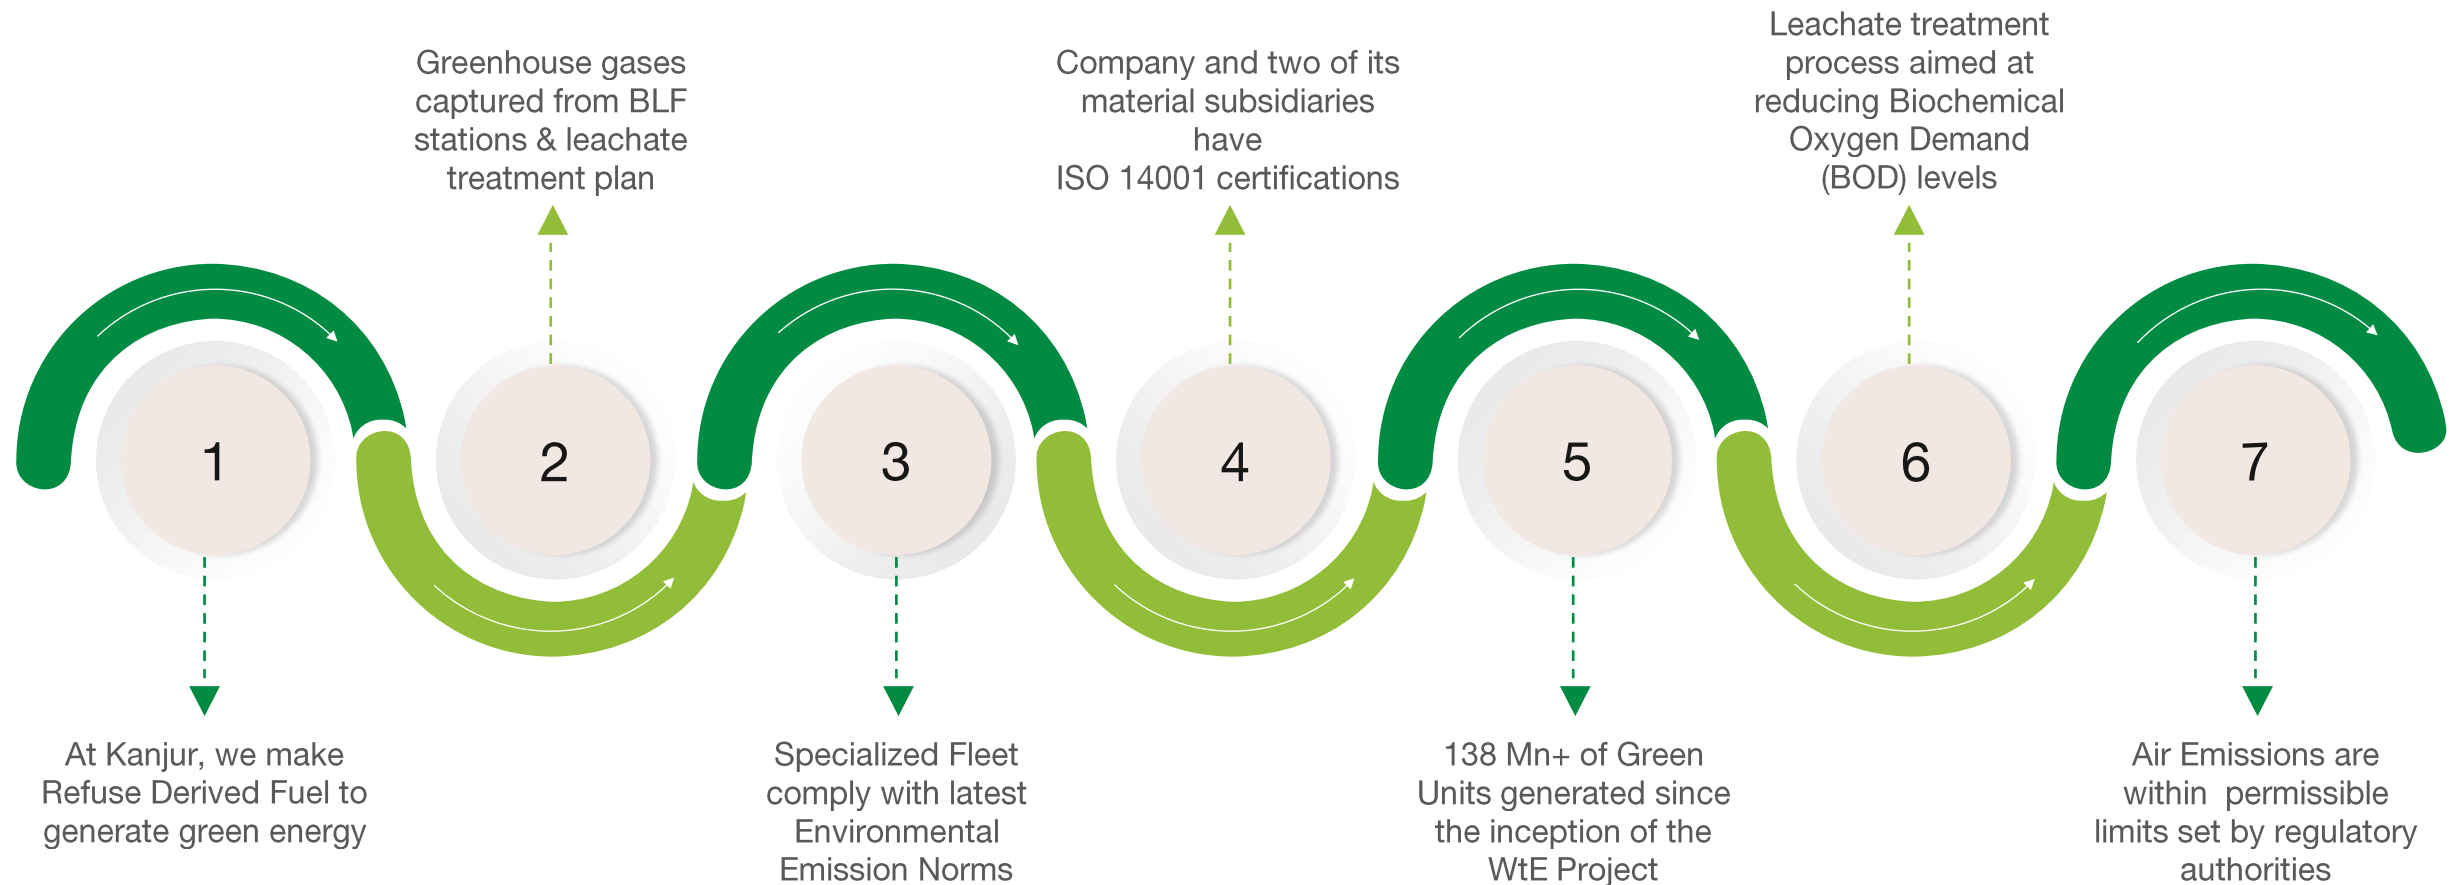 1
At Kanjur, we make
Refuse Derived Fuel to
generate green energy
Greenhouse gases
captured from BLF
stations & leachate
treatment plan
2
3
Specialized Fleet
comply with latest
Environmental
Emission Norms
Company and two of its
material subsidiaries
have
ISO 14001 certifications
4
5
138 Mn+ of Green
Units generated since
the inception of the
WtE Project
Leachate treatment
process aimed at
reducing Biochemical
Oxygen Demand
(BOD) levels
6
7
Air Emissions are
within permissible
limits set by regulatory
authorities